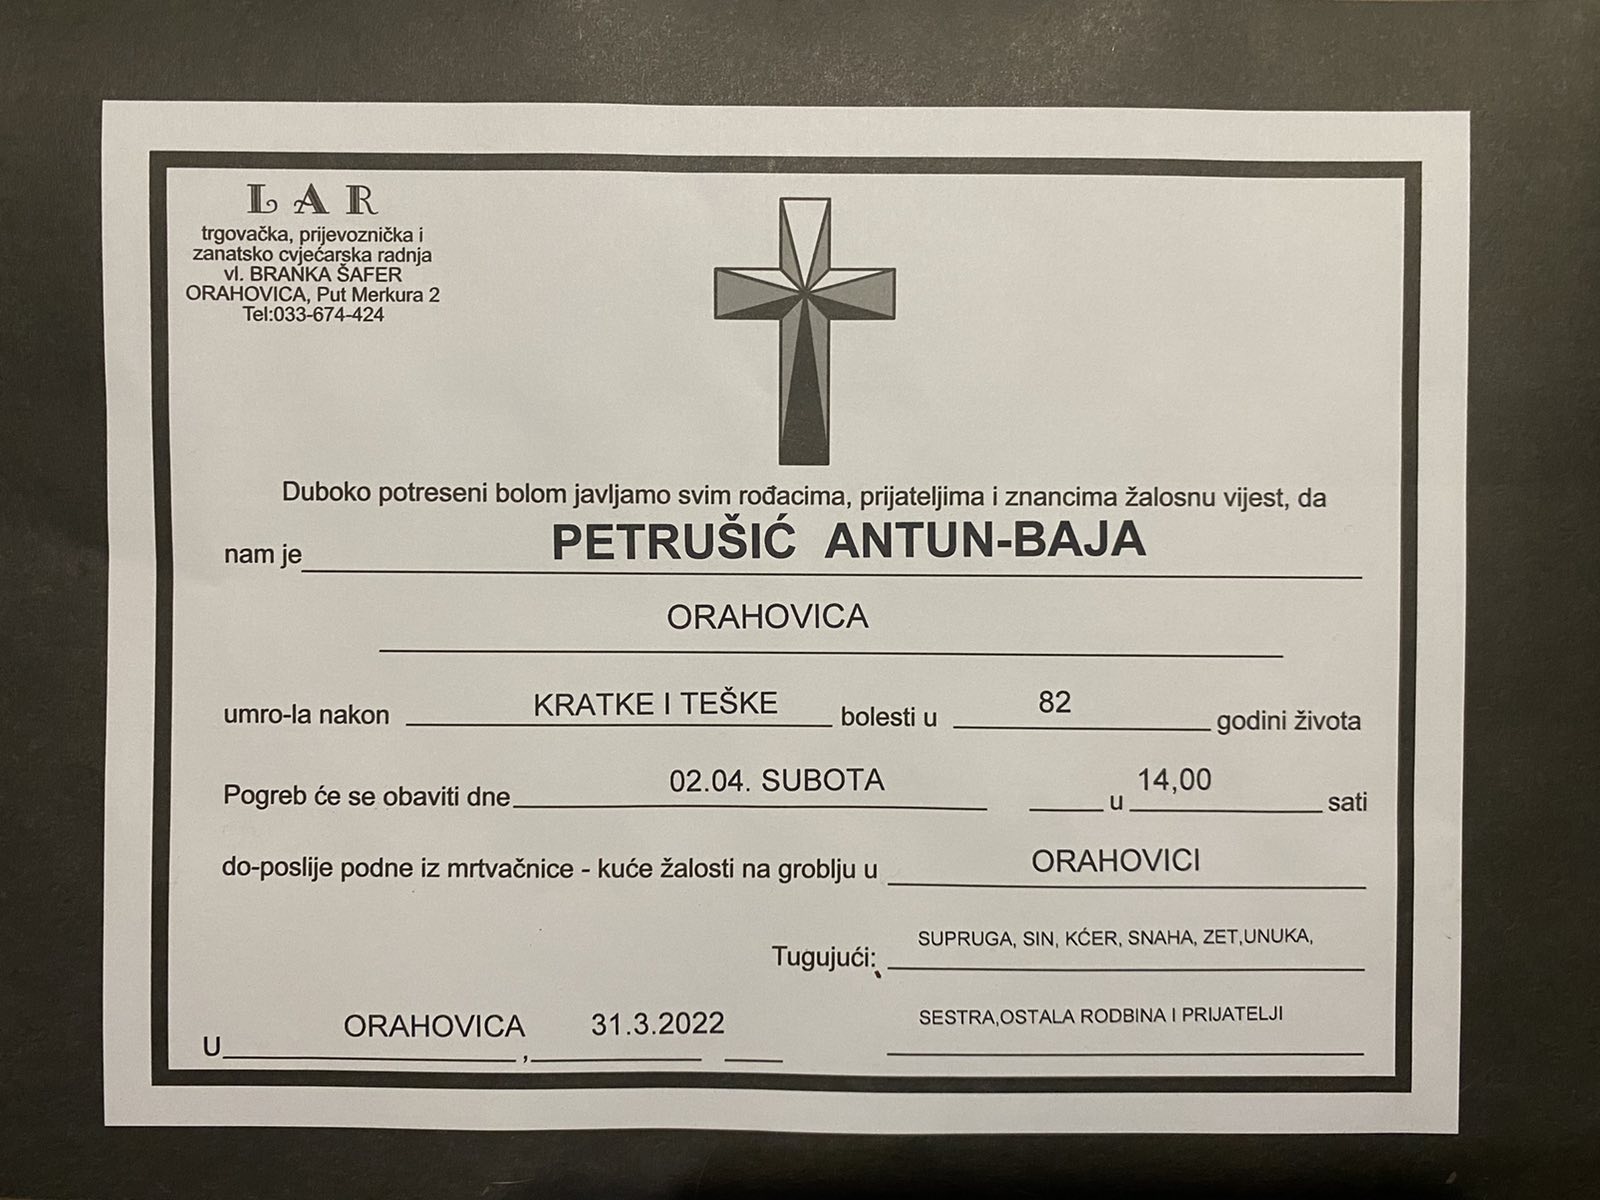 LAR
trgovačka, prijevoznička i
zanatsko cvjećarska radnja
vl. BRANKA ŠAFER
ORAHOVICA, Put Merkura 2
Tel:033-674-424
Duboko potreseni bolom javljamo svim rođacima, prijateljima i znancima žalosnu vijest, da
nam je PETRUŠIĆ ANTUN-BAJA
ORAHOVICA
umro-la nakon KRATKE I TEŠKE bolesti u 82 godini života
Pogreb će se obaviti dne 02.04. SUBOTA u 14,00 sati
do-poslije podne iz mrtvačnice - kuće žalosti na groblju u ORAHOVICI
Tugujući: SUPRUGA, SIN, KĆER, SNAHA, ZET,UNUKA,
SESTRA,OSTALA RODBINA I PRIJATELJI
U ORAHOVICA , 31.3.2022